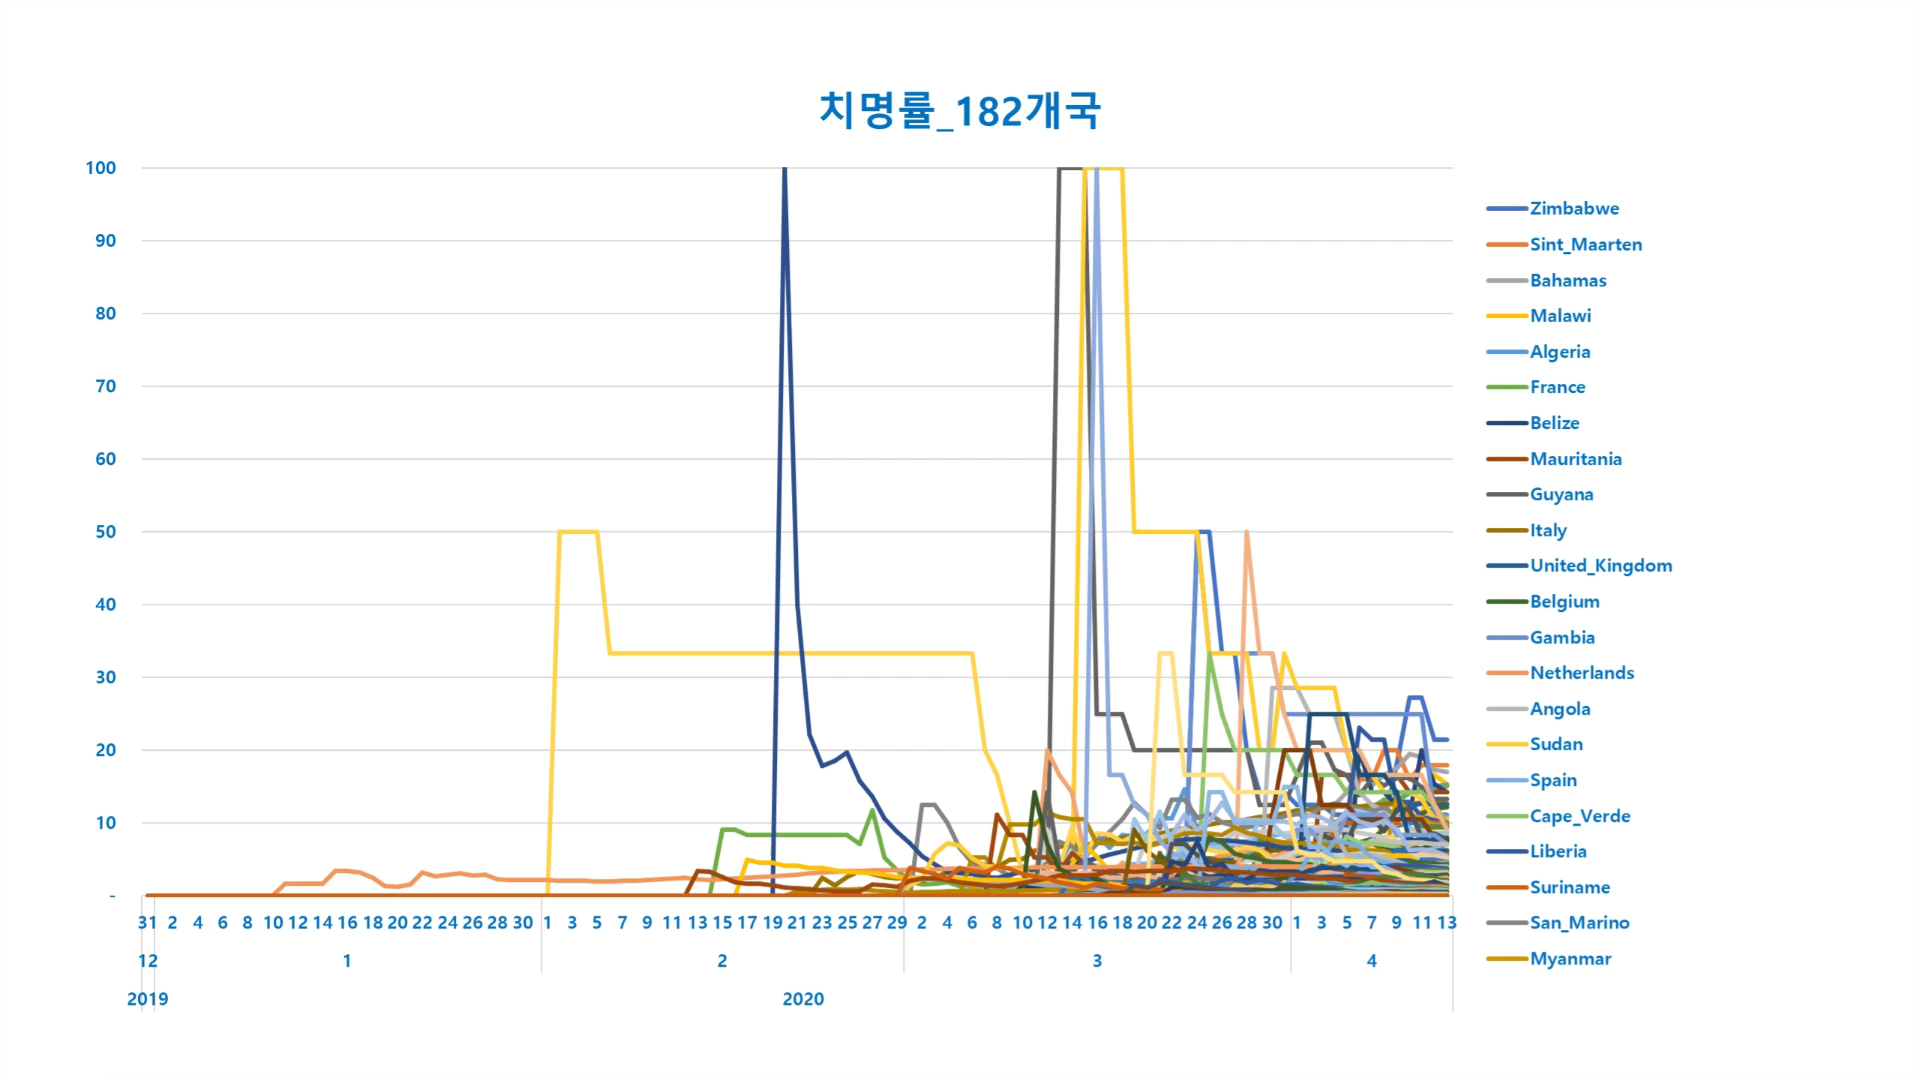 치명률_182개국
100
90
80
70
60
50
40
30
20
10
-
31 2 4 6 8 10 12 14 16 18 20 22 24 26 28 30 1 3 5 7 9 11 13 15 17 19 21 23 25 27 29 2 4 6 8 10 12 14 16 18 20 22 24 26 28 30 1 3 5 7 9 11 13
12 1 2 3 4
2019 2020
Zimbabwe
Sint_Maarten
Bahamas
Malawi
Algeria
France
Belize
Mauritania
Guyana
Italy
United_Kingdom
Belgium
Gambia
Netherlands
Angola
Sudan
Spain
Cape_Verde
Liberia
Suriname
San_Marino
Myanmar